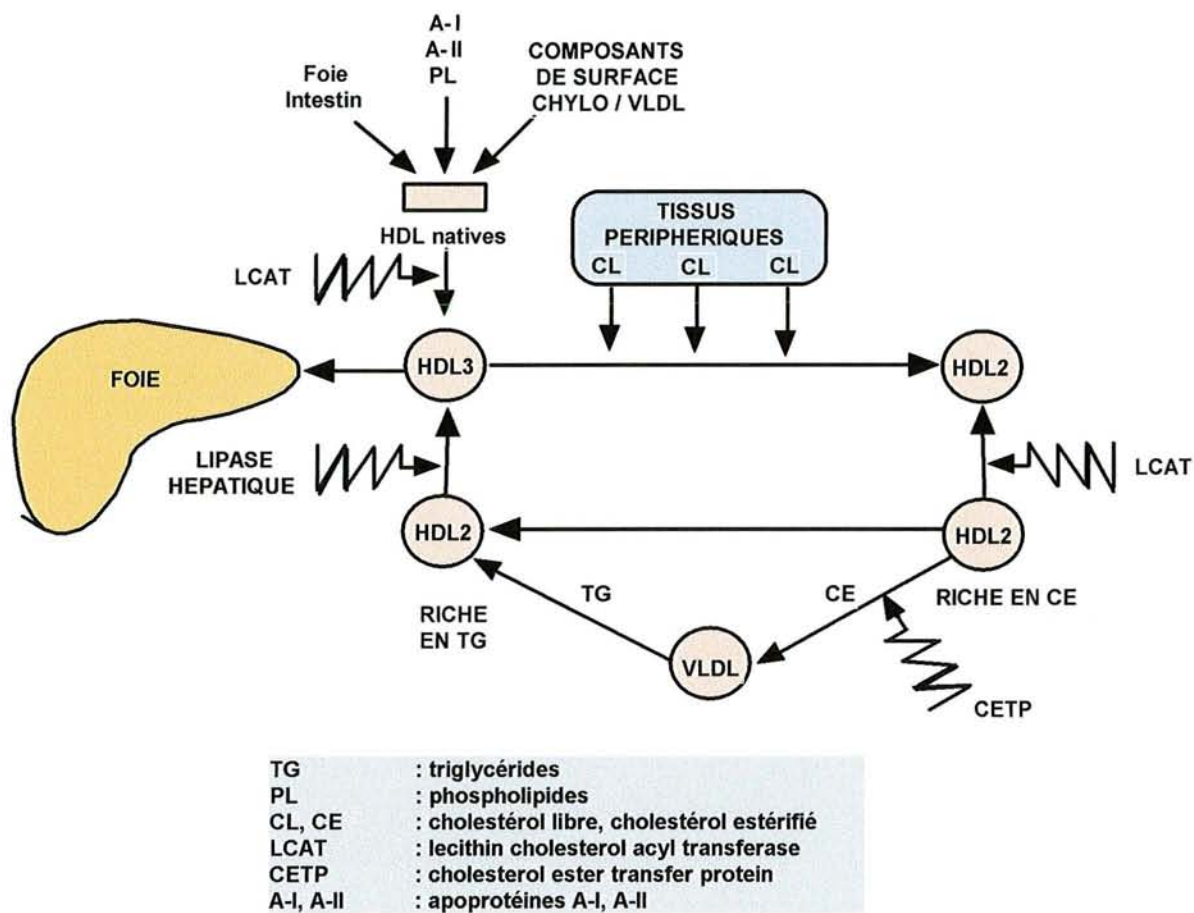 A-I
A-II
PL
Foie
Intestin
COMPOSANTS
DE SURFACE
CHYLO / VLDL
HDL natives
TISSUS
PERIPHERIQUES
CL CL CL
LCAT
FOIE
HDL3
HDL2
LIPASE
HEPATIQUE
LCAT
HDL2
HDL2
RICHE
EN TG
TG
CE
RICHE EN CE
VLDL
CETP
TG : triglycérides
PL : phospholipides
CL, CE : cholestérol libre, cholestérol estérifié
LCAT : lecithin cholesterol acyl transferase
CETP : cholesterol ester transfer protein
A-I, A-II : apoprotéines A-I, A-II